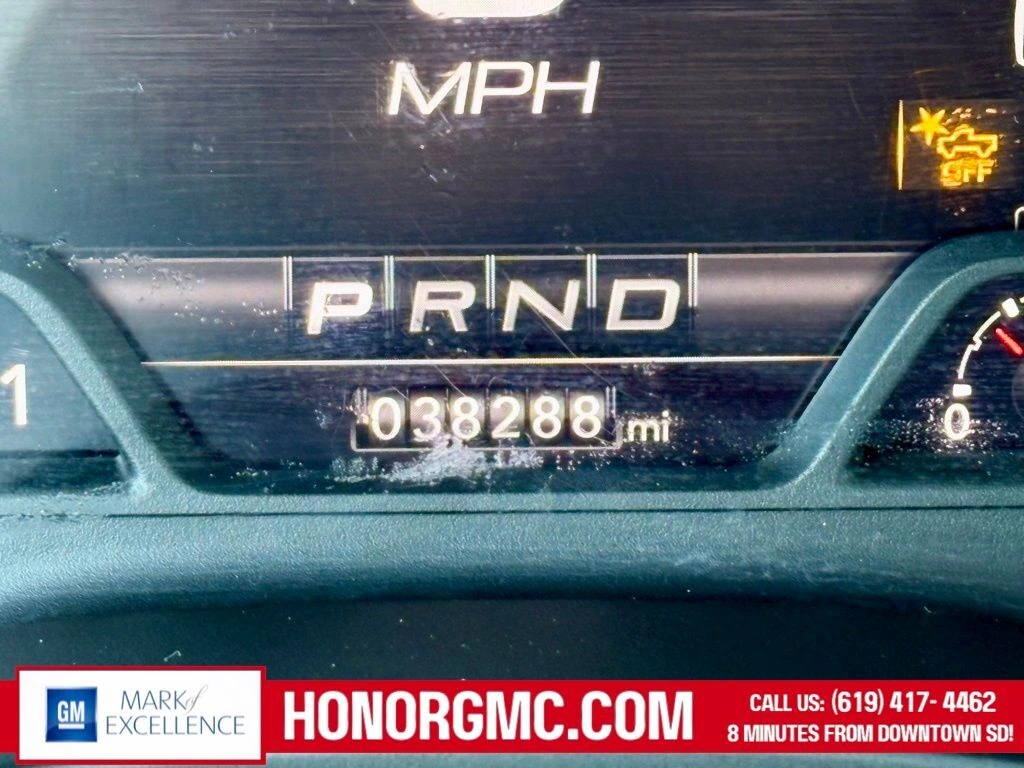 MPH
OFF
P R N D
1
038288 mi
0
GM
MARK of
EXCELLENCE
HONORGMC.COM
CALL US: (619) 417- 4462
8 MINUTES FROM DOWNTOWN SD!